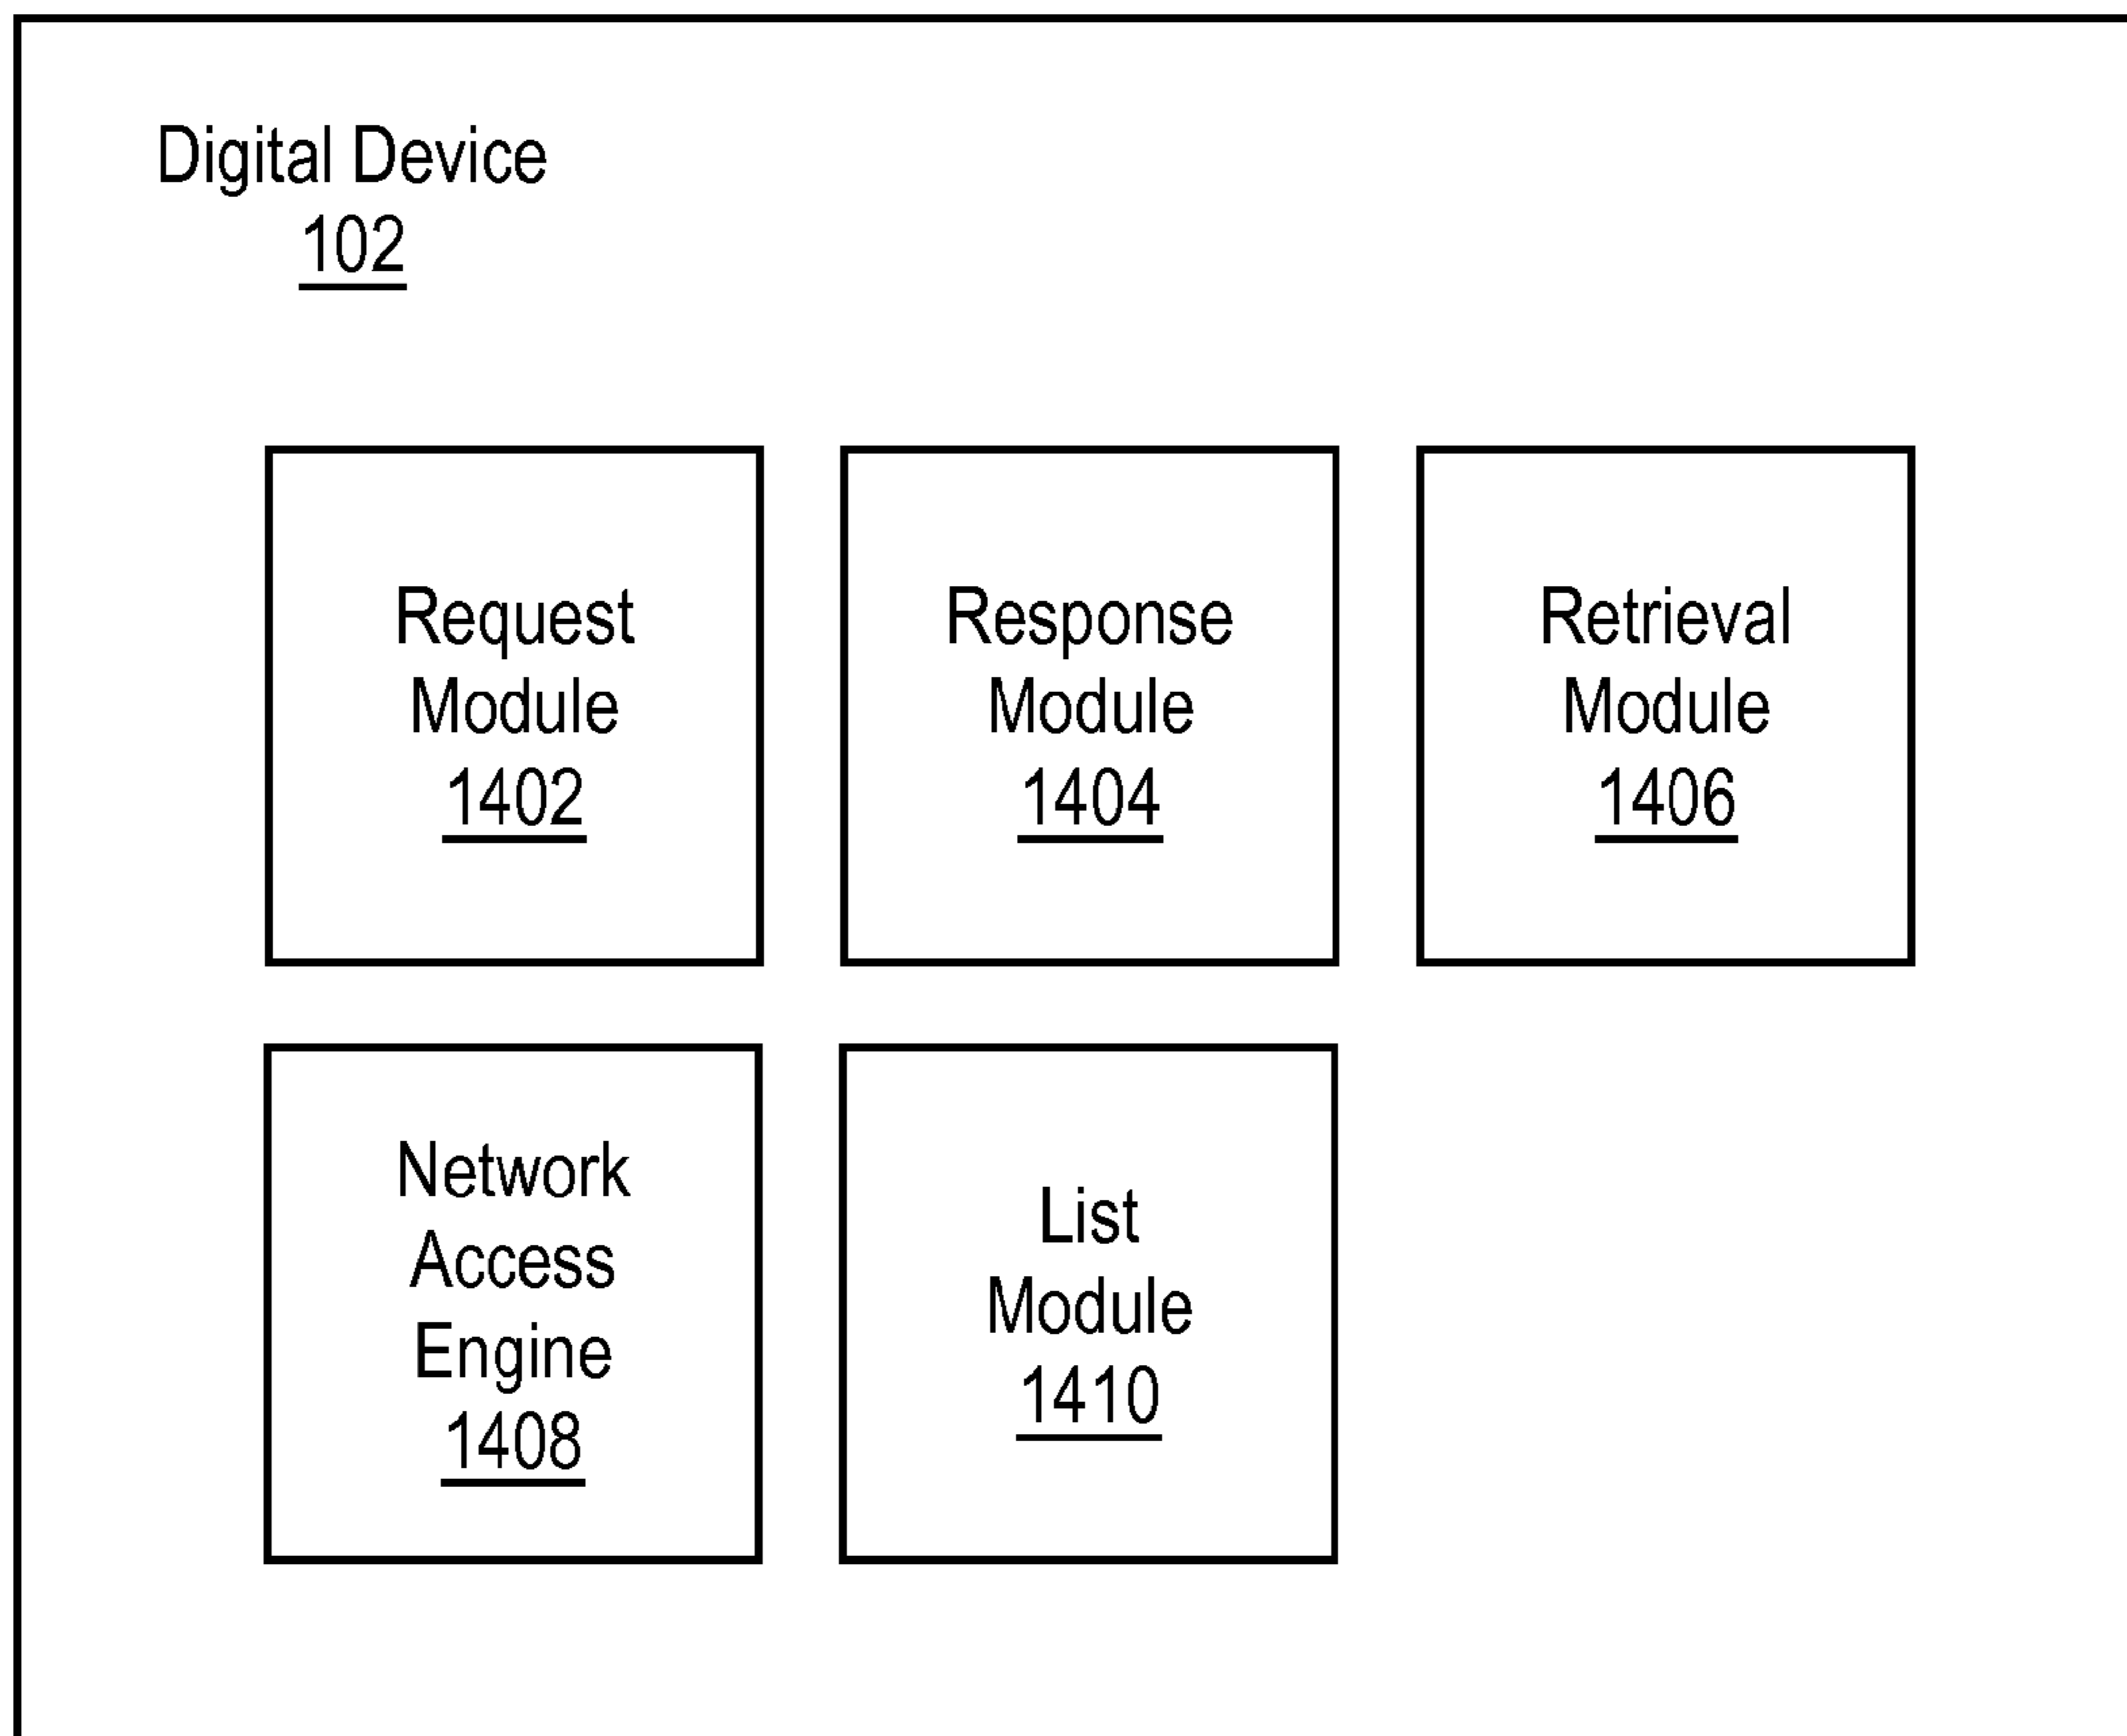 Digital Device
102
Request
Module
1402
Response
Module
1404
Retrieval
Module
1406
Network
Access
Engine
1408
List
Module
1410